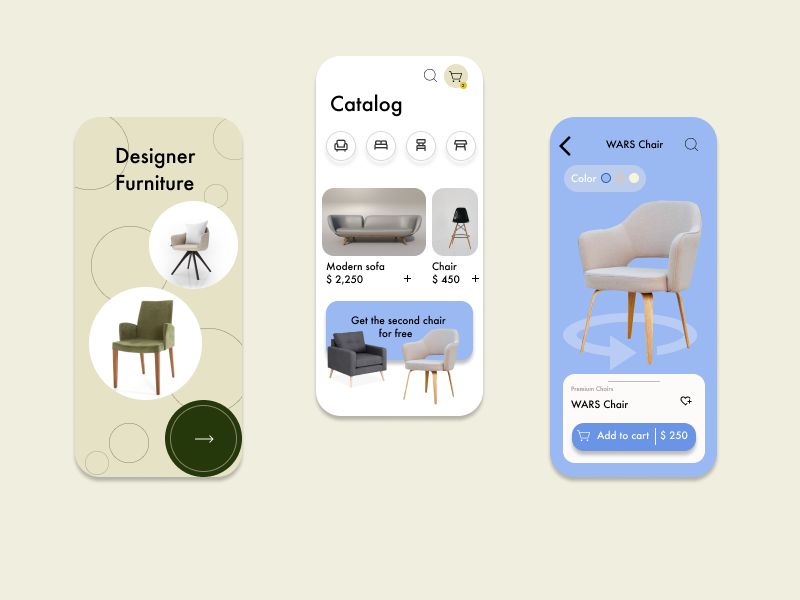 Designer
Furniture
Catalog
Modern sofa
$ 2,250
+
Chair
$ 450
+
Get the second chair
for free
WARS Chair
Color
Premium Chairs
WARS Chair
Add to cart | $ 250